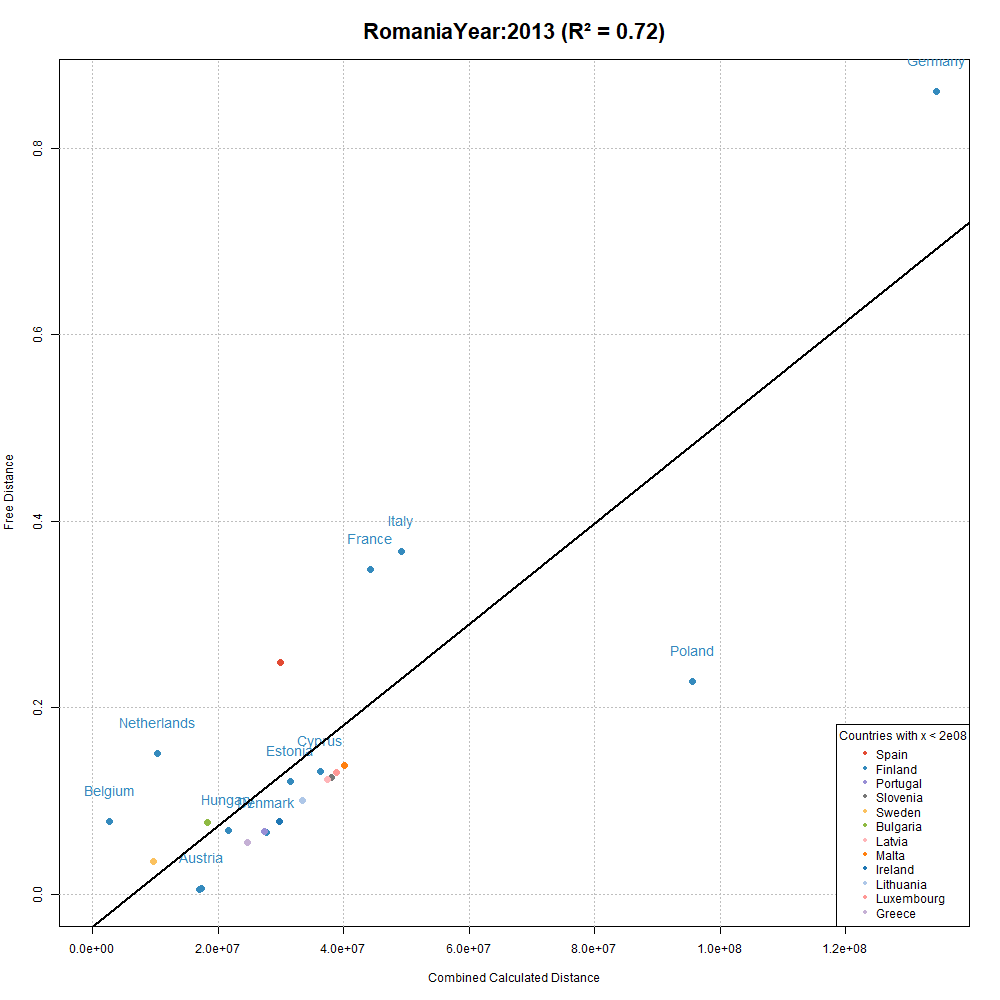 RomaniaYear:2013 (R² = 0.72)
Germany
0.8
0.6
Free Distance
0.4
Italy
France
Poland
0.2
Netherlands
Cyprus
Estonia
Belgium
Denmark
Austria
0.0
Countries with x < 2e08
Spain
Finland
Portugal
Slovenia
Sweden
Bulgaria
Latvia
Malta
Ireland
Lithuania
Luxembourg
Greece
0.0e+00 2.0e+07 4.0e+07 6.0e+07 8.0e+07 1.0e+08 1.2e+08
Combined Calculated Distance